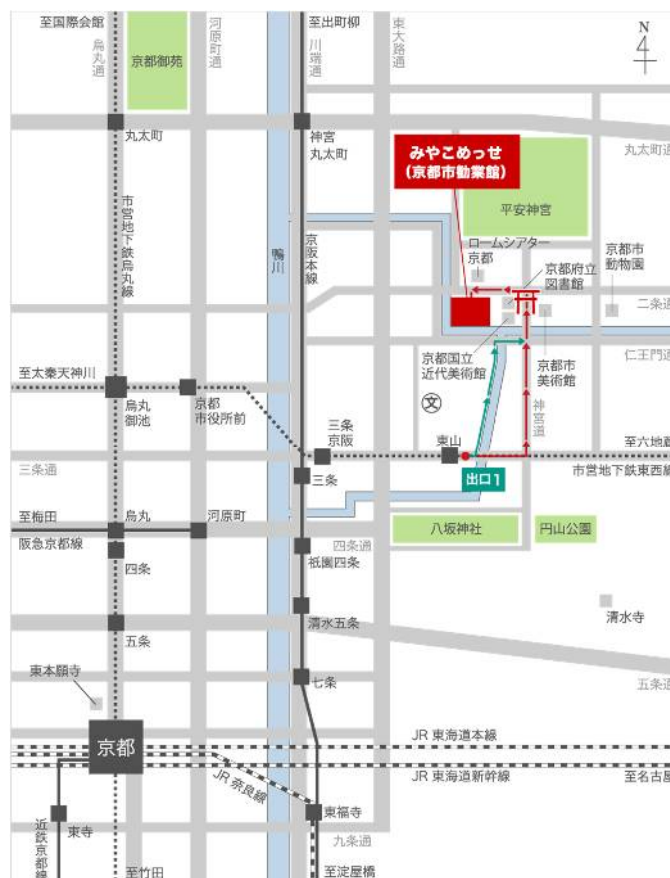 至国際会館
烏丸通
京都御苑
河原町通
至出町柳
川端通
東大路通
N
丸太町
神宮
丸太町
丸太町通
みやこめっせ
(京都市勧業館)
平安神宮
市営地下鉄烏丸線
鴨川
京阪本線
ロームシアター
京都
京都府立
図書館
京都市
動物園
二条通
京都国立
近代美術館
京都市
美術館
仁王門通
至太秦天神川
烏丸
御池
京都
市役所前
神宮道
文
三条
京阪
東山
至六地蔵
三条通
三条
出口1
市営地下鉄東西線
至梅田
烏丸
河原町
阪急京都線
四条
四条通
祇園四条
八坂神社
円山公園
五条
清水五条
清水寺
東本願寺
七条
五条通
京都
JR 東海道本線
JR 東海道新幹線
至名古屋
JR 奈良線
近鉄京都線
東寺
東福寺
九条通
至竹田
至淀屋橋